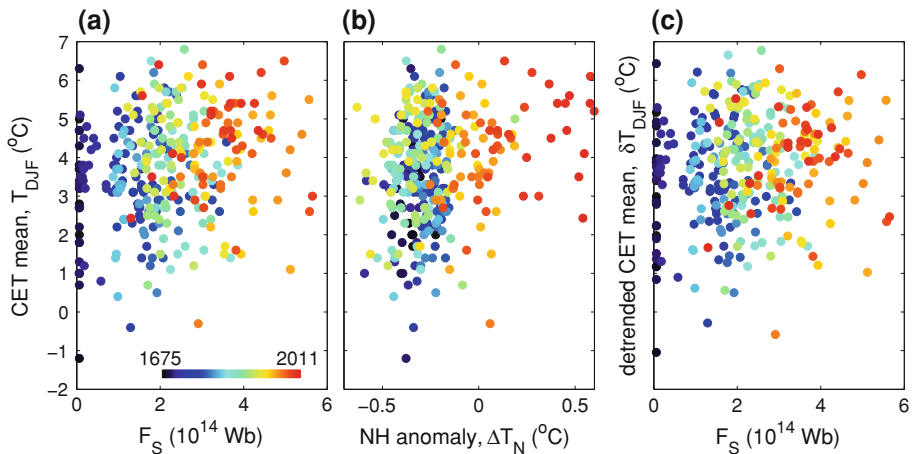 (a) (b) (c)
7
6
5
4
3
2
1
0
−1
−2
CET mean, T_DJF (°C)
1675 2011
0 2 4 6
F_S (10^14 Wb)
−0.5 0 0.5
NH anomaly, ΔT_N (°C)
detrended CET mean, δT_DJF (°C)
0 2 4 6
F_S (10^14 Wb)